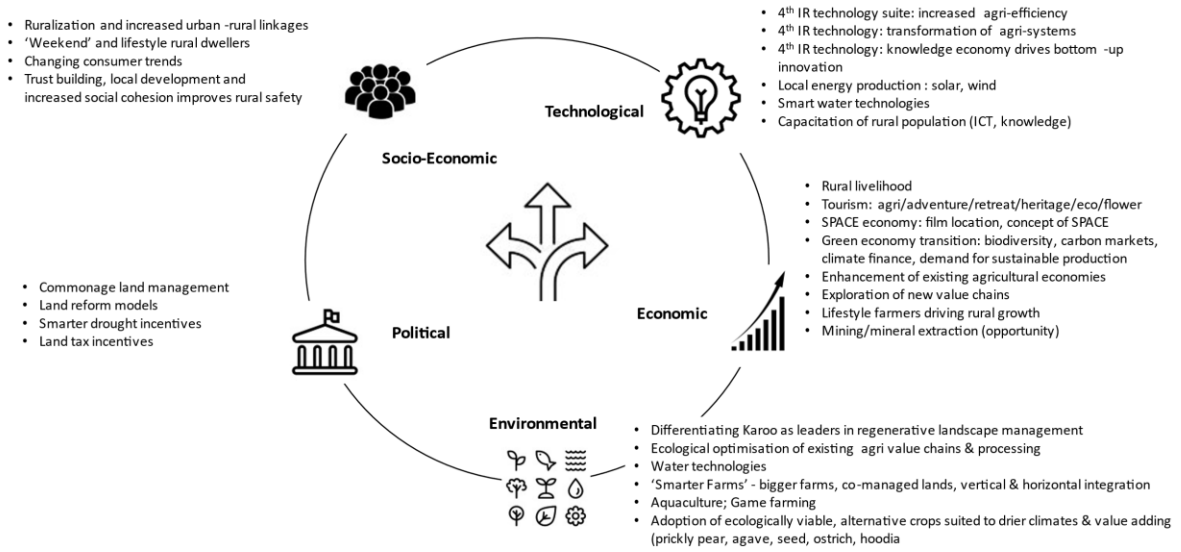 • Ruralization and increased urban -rural linkages
• ‘Weekend’ and lifestyle rural dwellers
• Changing consumer trends
• Trust building, local development and
increased social cohesion improves rural safety
Socio-Economic
• 4th IR technology suite: increased agri-efficiency
• 4th IR technology: transformation of agri-systems
• 4th IR technology: knowledge economy drives bottom -up
innovation
• Local energy production : solar, wind
• Smart water technologies
• Capacitation of rural population (ICT, knowledge)
Technological
• Rural livelihood
• Tourism: agri/adventure/retreat/heritage/eco/flower
• SPACE economy: film location, concept of SPACE
• Green economy transition: biodiversity, carbon markets,
climate finance, demand for sustainable production
• Enhancement of existing agricultural economies
• Exploration of new value chains
• Lifestyle farmers driving rural growth
• Mining/mineral extraction (opportunity)
Economic
• Commonage land management
• Land reform models
• Smarter drought incentives
• Land tax incentives
Political
Environmental
• Differentiating Karoo as leaders in regenerative landscape management
• Ecological optimisation of existing agri value chains & processing
• Water technologies
• ‘Smarter Farms’ - bigger farms, co-managed lands, vertical & horizontal integration
• Aquaculture; Game farming
• Adoption of ecologically viable, alternative crops suited to drier climates & value adding
(prickly pear, agave, seed, ostrich, hoodia